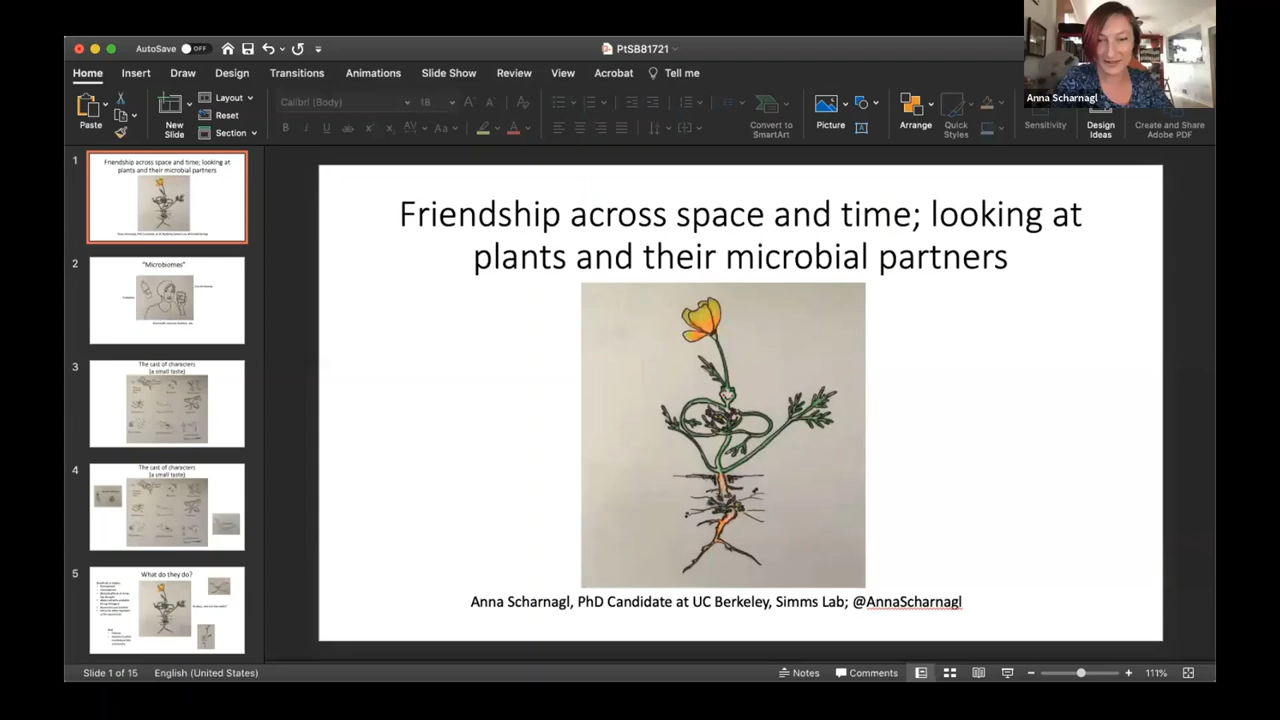 AutoSave OFF
PtSB81721
Home Insert Draw Design Transitions Animations Slide Show Review View Acrobat Tell me
Paste
New Slide
Layout
Reset
Section
Calibri (Body) 18
Convert to SmartArt
Picture
Arrange
Quick Styles
Sensitivity
Design Ideas
Create and Share Adobe PDF
Anna Scharnagl
1
Friendship across space and time; looking at
plants and their microbial partners
2
"Microbiomes"
3
The cast of characters
(a small taste)
4
The cast of characters
(a small taste)
5
What do they do?
Friendship across space and time; looking at
plants and their microbial partners
Anna Scharnagl, PhD Candidate at UC Berkeley, Simms Lab; @AnnaScharnagl
Slide 1 of 15 English (United States)
Notes Comments 111%